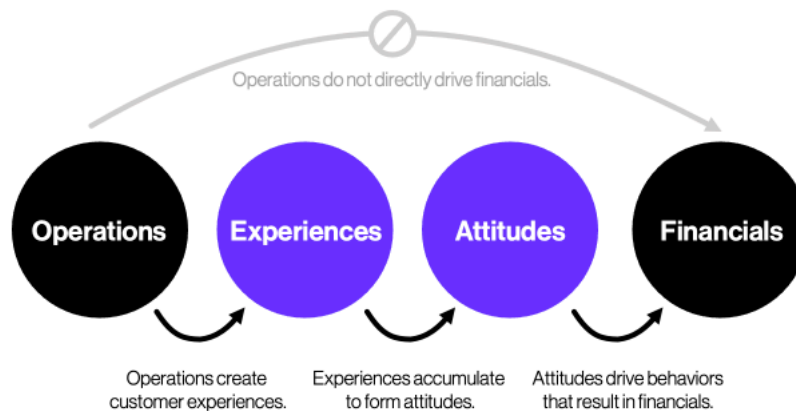 Operations do not directly drive financials.
Operations
Experiences
Attitudes
Financials
Operations create
customer experiences.
Experiences accumulate
to form attitudes.
Attitudes drive behaviors
that result in financials.